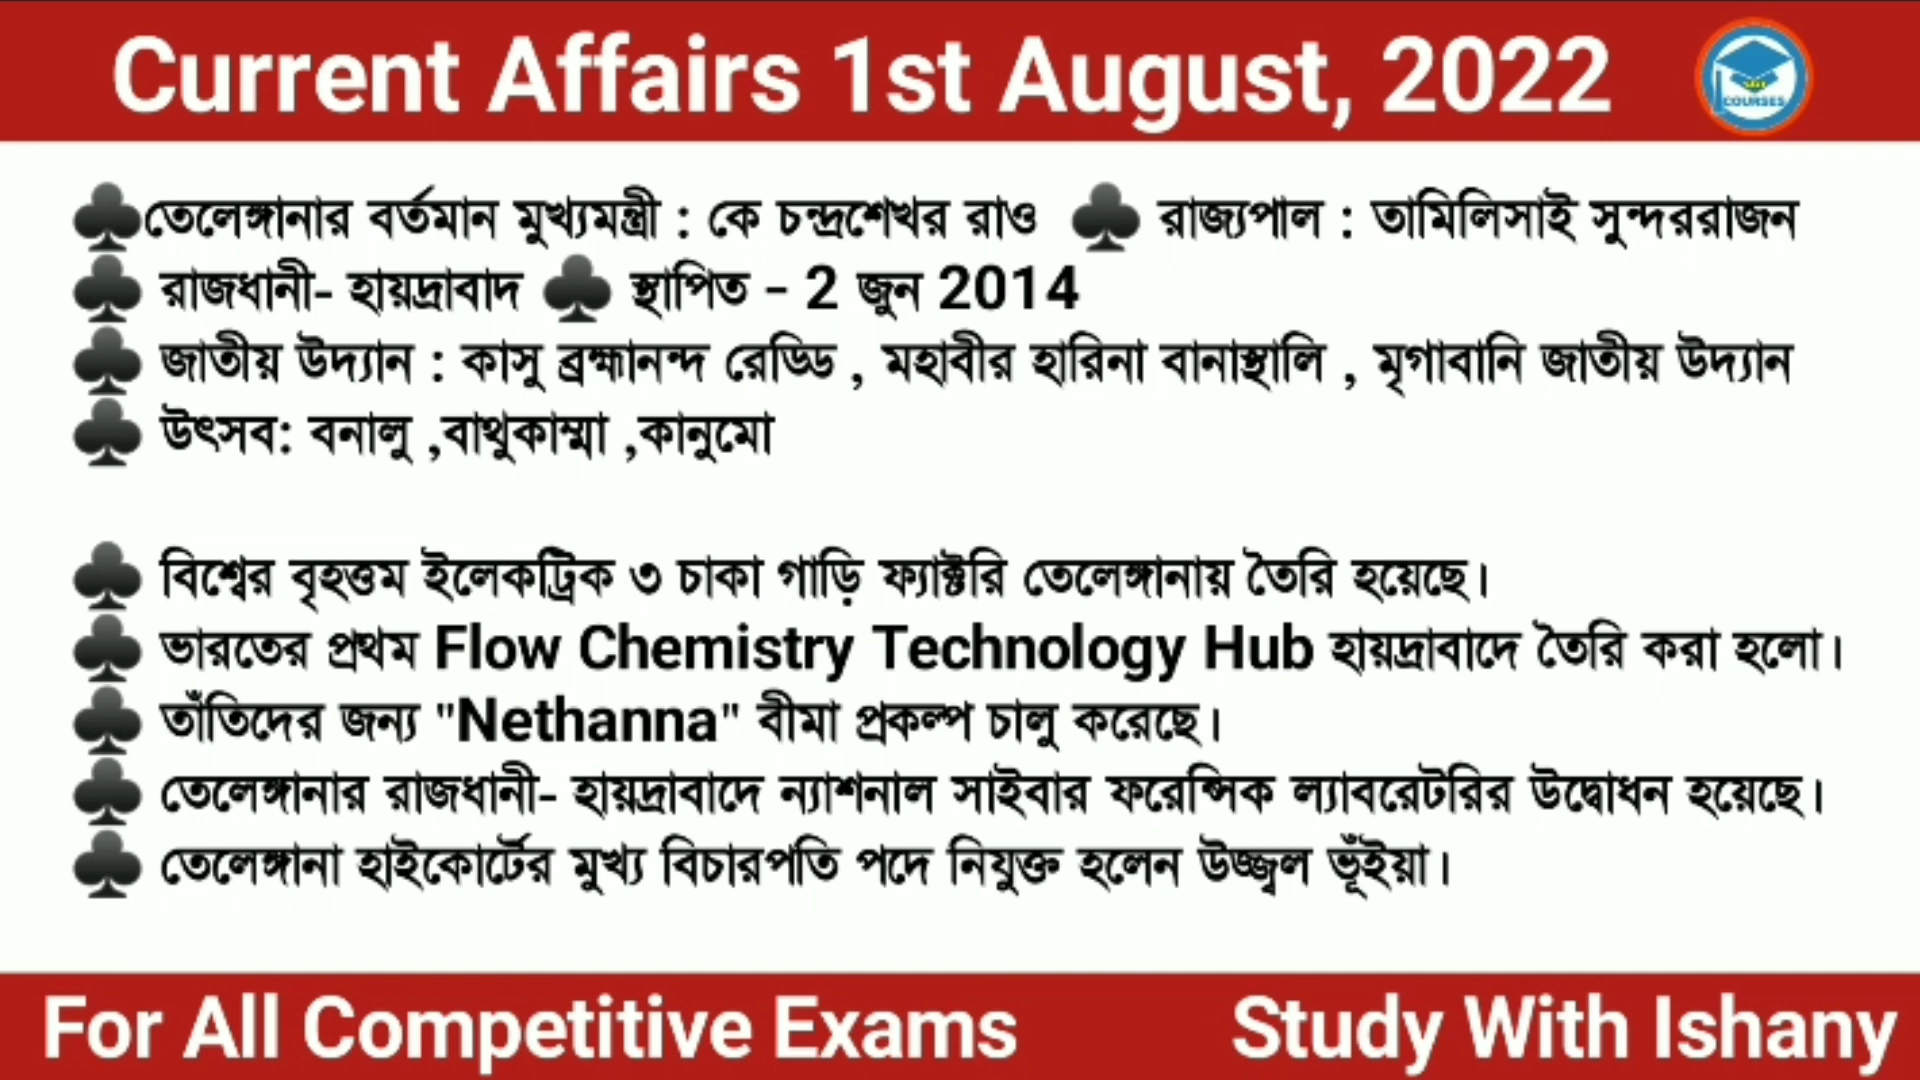 Current Affairs 1st August, 2022
COURSES
♣তেলেঙ্গানার বর্তমান মুখ্যমন্ত্রী : কে চন্দ্রশেখর রাও ♣ রাজ্যপাল : তামিলিসাই সুন্দররাজন
♣ রাজধানী- হায়দ্রাবাদ ♣ স্থাপিত – 2 জুন 2014
♣ জাতীয় উদ্যান : কাসু ব্রহ্মানন্দ রেড্ডি , মহাবীর হারিনা বানাস্থালি , মৃগাবানি জাতীয় উদ্যান
♣ উৎসব: বনালু ,বাথুকাম্মা ,কানুমো
♣ বিশ্বের বৃহত্তম ইলেকট্রিক ৩ চাকা গাড়ি ফ্যাক্টরি তেলেঙ্গানায় তৈরি হয়েছে।
♣ ভারতের প্রথম Flow Chemistry Technology Hub হায়দ্রাবাদে তৈরি করা হলো।
♣ তাঁতিদের জন্য "Nethanna" বীমা প্রকল্প চালু করেছে।
♣ তেলেঙ্গানার রাজধানী- হায়দ্রাবাদে ন্যাশনাল সাইবার ফরেন্সিক ল্যাবরেটরির উদ্বোধন হয়েছে।
♣ তেলেঙ্গানা হাইকোর্টের মুখ্য বিচারপতি পদে নিযুক্ত হলেন উজ্জ্বল ভূঁইয়া।
For All Competitive Exams Study With Ishany